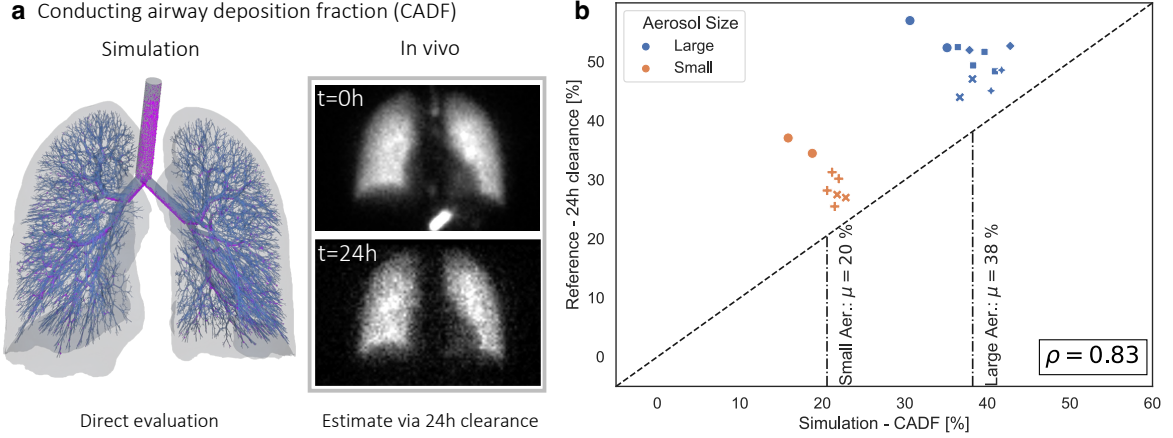 a Conducting airway deposition fraction (CADF)
Simulation
In vivo
t=0h
t=24h
Direct evaluation
Estimate via 24h clearance
b
Aerosol Size
Large
Small
Reference - 24h clearance [%]
50
40
30
20
10
0
Small Aer.: μ = 20 %
Large Aer.: μ = 38 %
ρ = 0.83
0 10 20 30 40 50 60
Simulation - CADF [%]